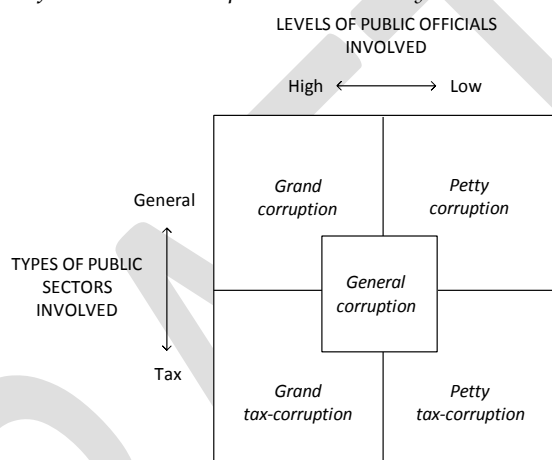 LEVELS OF PUBLIC OFFICIALS
INVOLVED
High
Low
Grand
corruption
Petty
corruption
General
TYPES OF PUBLIC
SECTORS
INVOLVED
General
corruption
Tax
Grand
tax-corruption
Petty
tax-corruption